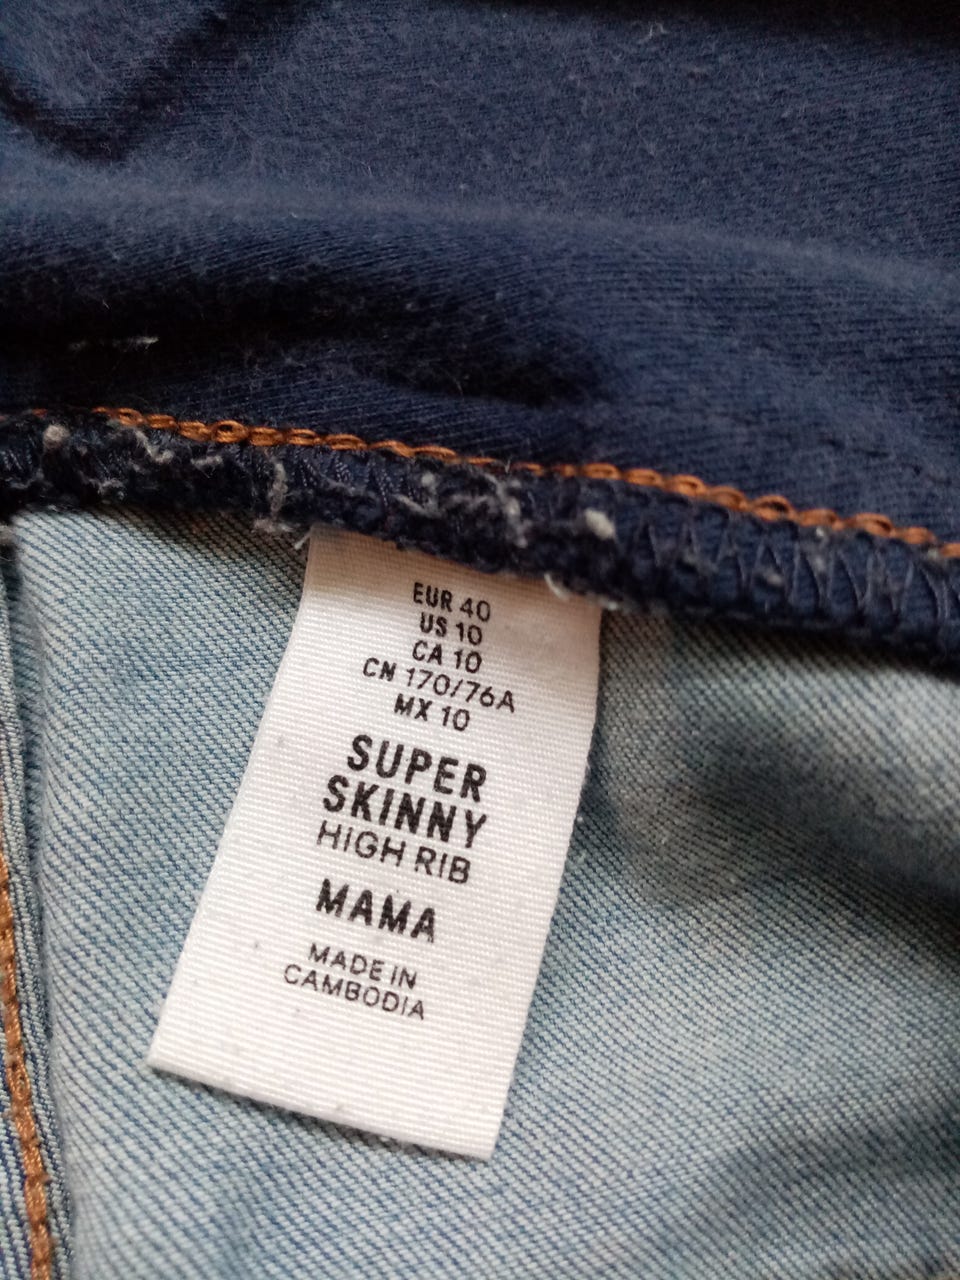 EUR 40
US 10
CA 10
CN 170/76A
MX 10
SUPER
SKINNY
HIGH RIB
MAMA
MADE IN
CAMBODIA